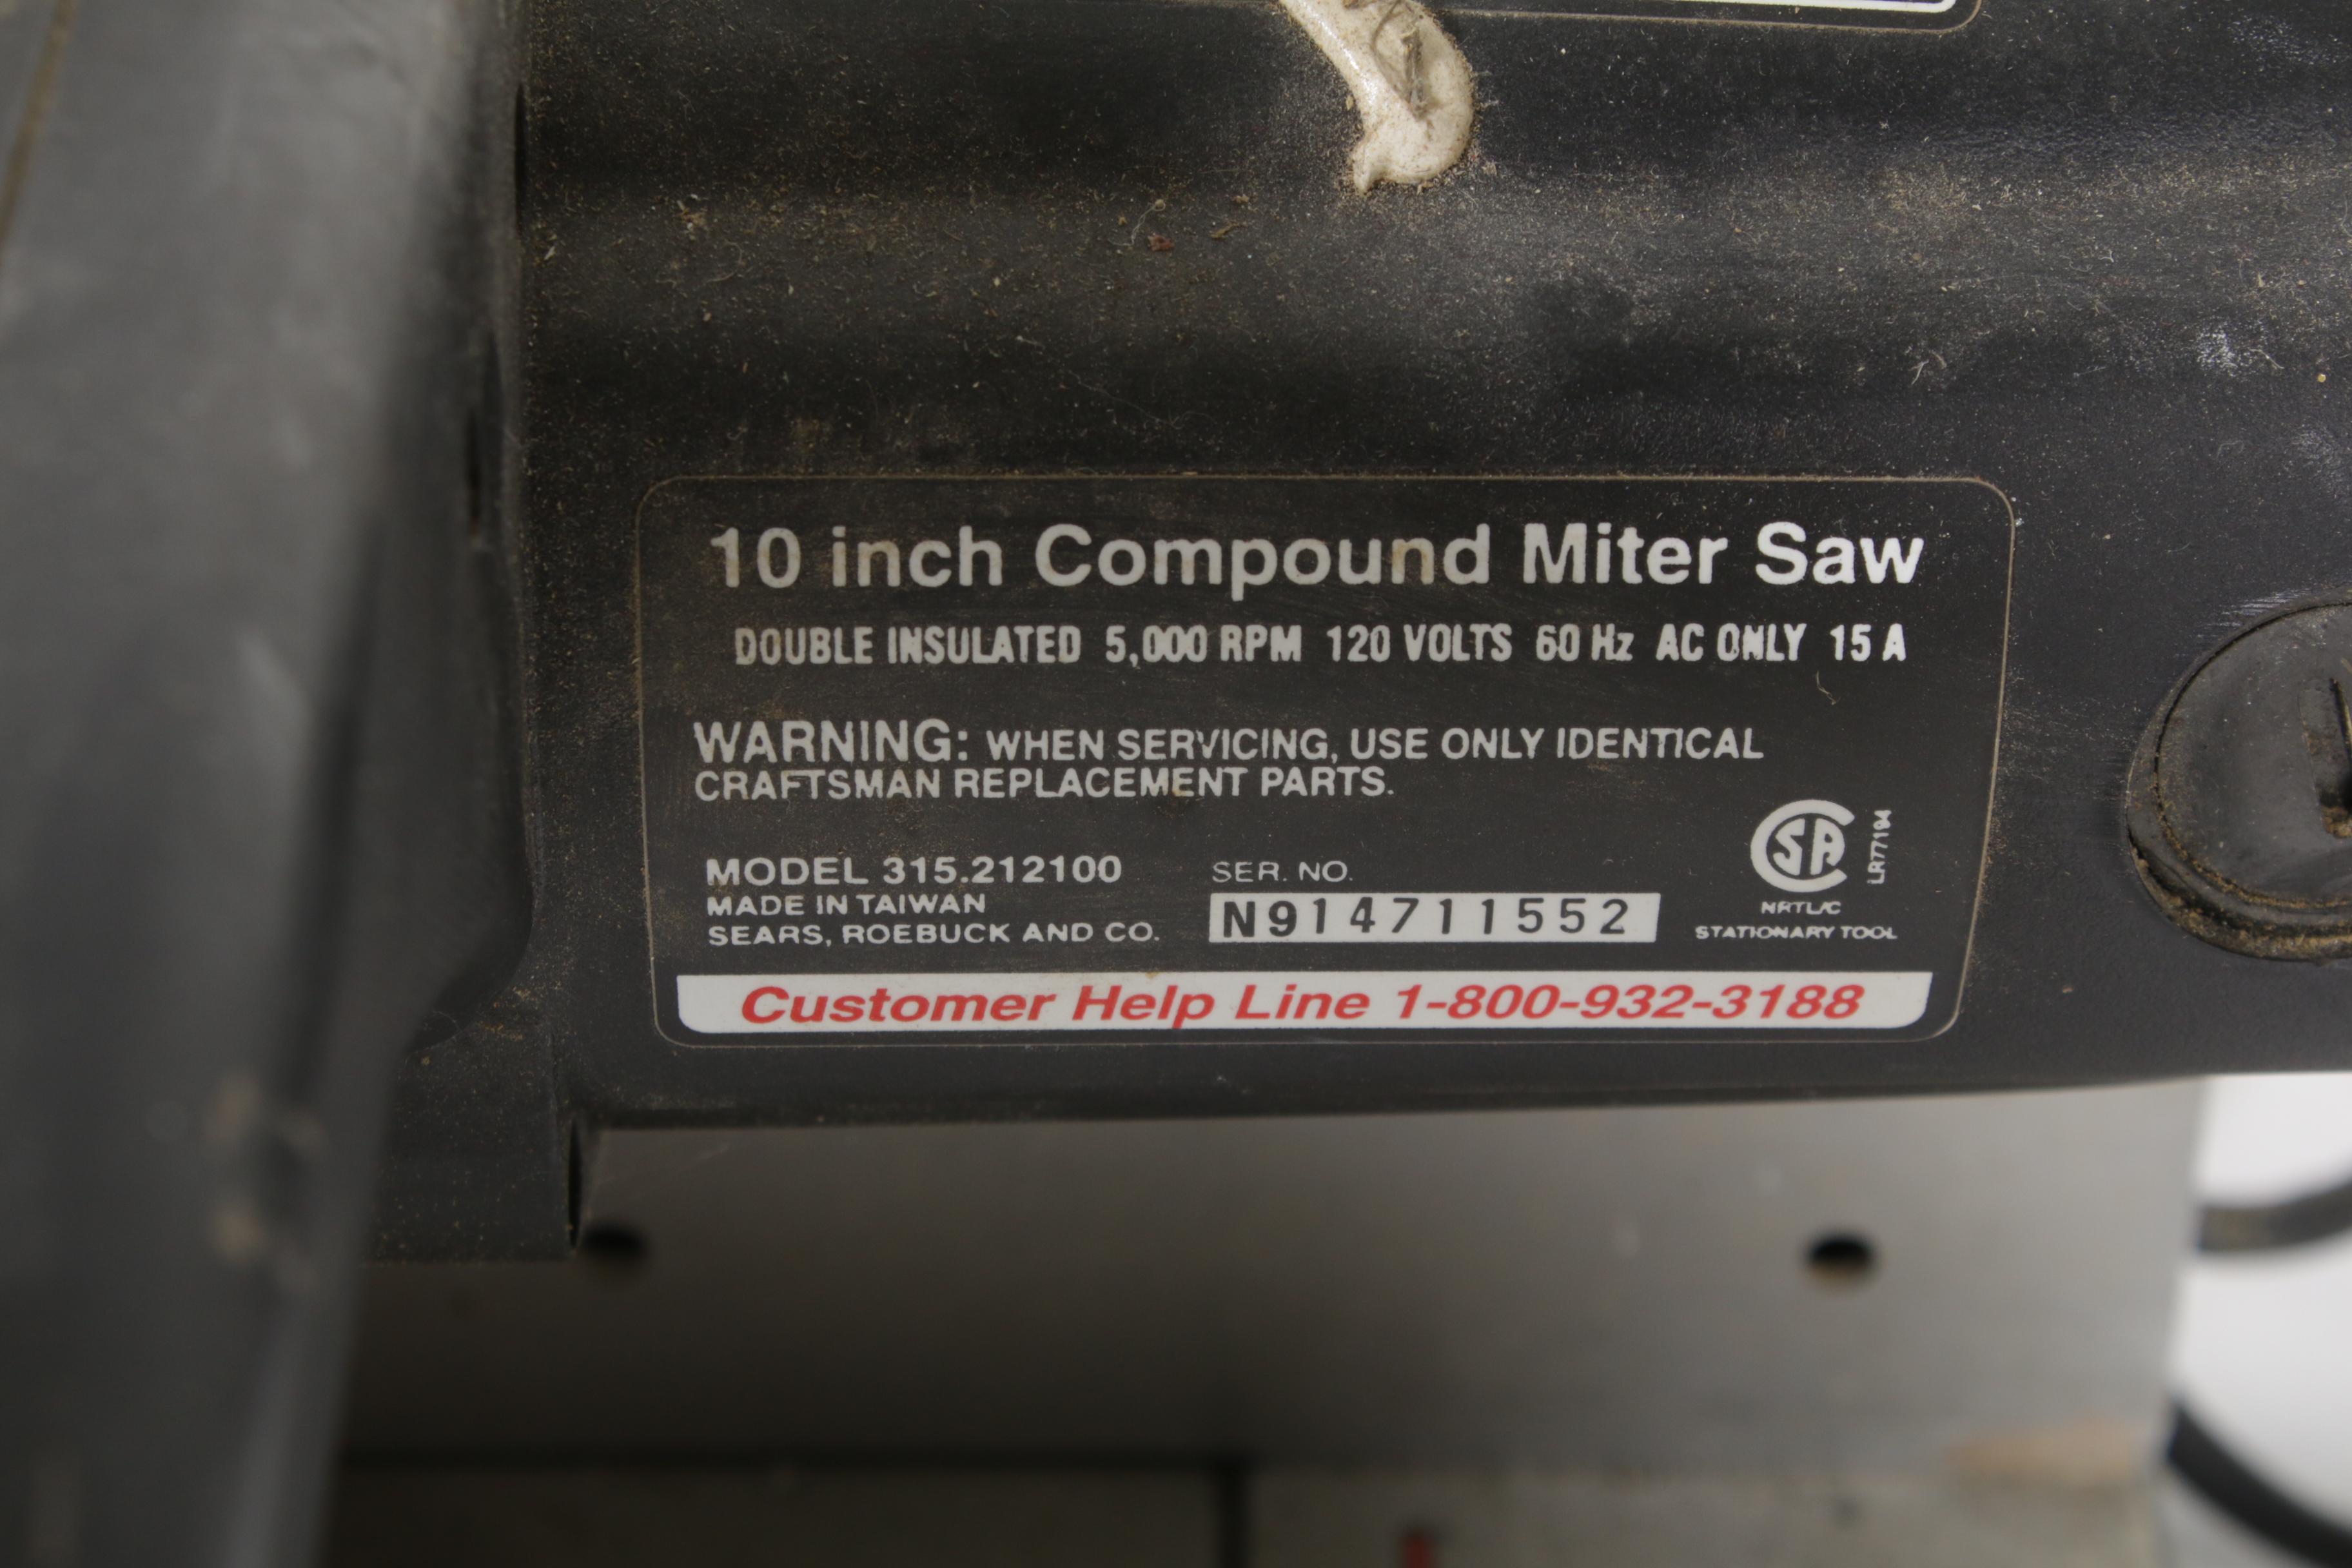 10 inch Compound Miter Saw
DOUBLE INSULATED 5,000 RPM 120 VOLTS 60 Hz AC ONLY 15 A
WARNING: WHEN SERVICING, USE ONLY IDENTICAL
CRAFTSMAN REPLACEMENT PARTS.
MODEL 315.212100
MADE IN TAIWAN
SEARS, ROEBUCK AND CO.
SER. NO.
N914711552
SA
LR77194
NRTL/C
STATIONARY TOOL
Customer Help Line 1-800-932-3188